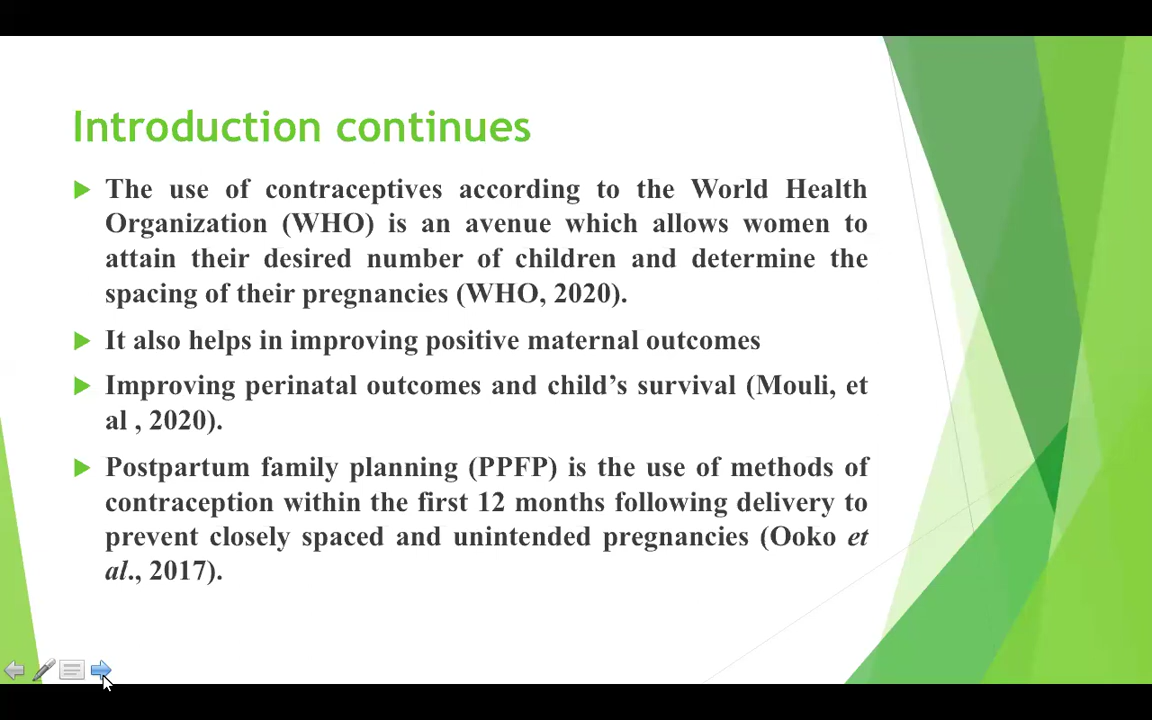 Introduction continues
The use of contraceptives according to the World Health
Organization (WHO) is an avenue which allows women to
attain their desired number of children and determine the
spacing of their pregnancies (WHO, 2020).
It also helps in improving positive maternal outcomes
Improving perinatal outcomes and child’s survival (Mouli, et
al , 2020).
Postpartum family planning (PPFP) is the use of methods of
contraception within the first 12 months following delivery to
prevent closely spaced and unintended pregnancies (Ooko et
al., 2017).